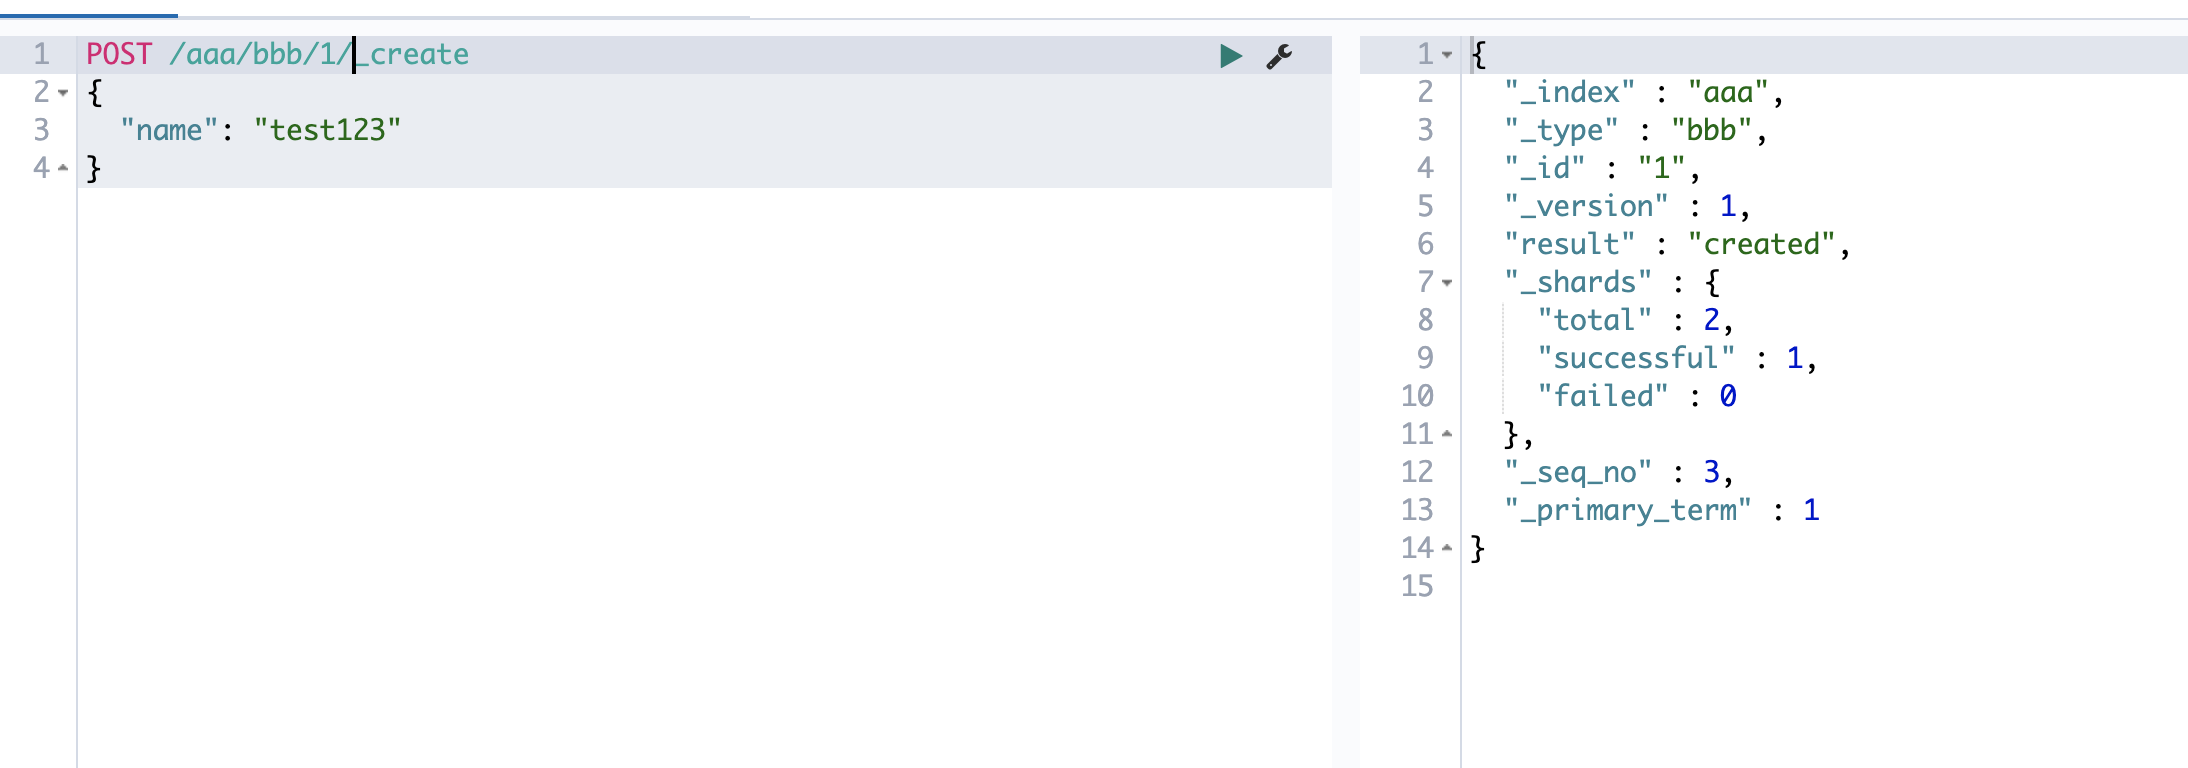 1 POST /aaa/bbb/1/_create
2 {
3 "name": "test123"
4 }
1 {
2 "_index" : "aaa",
3 "_type" : "bbb",
4 "_id" : "1",
5 "_version" : 1,
6 "result" : "created",
7 "_shards" : {
8 "total" : 2,
9 "successful" : 1,
10 "failed" : 0
11 },
12 "_seq_no" : 3,
13 "_primary_term" : 1
14 }
15